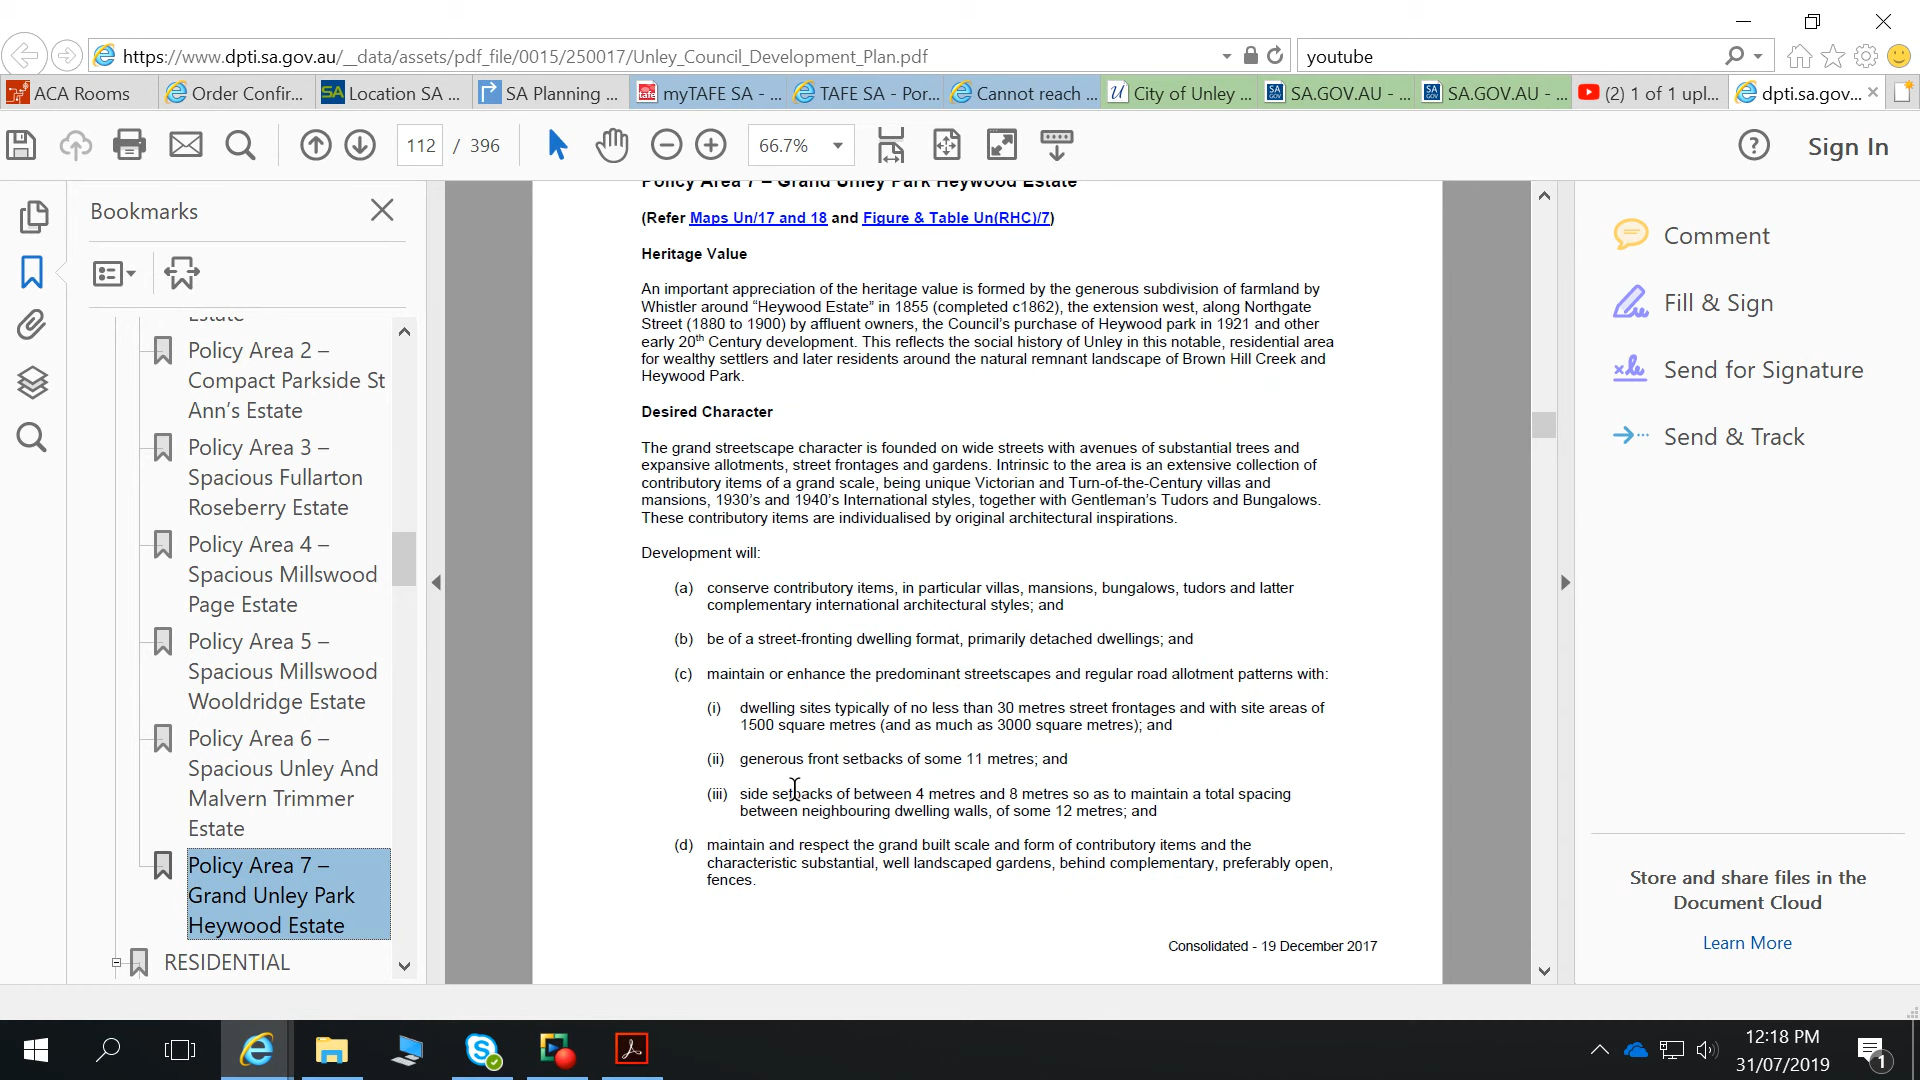 https://www.dpti.sa.gov.au/__data/assets/pdf_file/0015/250017/Unley_Council_Development_Plan.pdf
youtube
ACA Rooms
Order Confir...
SA Location SA ...
SA Planning ...
tafe myTAFE SA - ...
TAFE SA - Por...
Cannot reach ...
U City of Unley ...
SA.GOV.AU - ...
SA.GOV.AU - ...
(2) 1 of 1 upl...
dpti.sa.gov...
112 / 396
66.7%
Sign In
Bookmarks
Estate
Policy Area 2 –
Compact Parkside St
Ann’s Estate
Policy Area 3 –
Spacious Fullarton
Roseberry Estate
Policy Area 4 –
Spacious Millswood
Page Estate
Policy Area 5 –
Spacious Millswood
Wooldridge Estate
Policy Area 6 –
Spacious Unley And
Malvern Trimmer
Estate
Policy Area 7 –
Grand Unley Park
Heywood Estate
RESIDENTIAL
Policy Area 7 – Grand Unley Park Heywood Estate
(Refer Maps Un/17 and 18 and Figure & Table Un(RHC)/7)
Heritage Value
An important appreciation of the heritage value is formed by the generous subdivision of farmland by
Whistler around “Heywood Estate” in 1855 (completed c1862), the extension west, along Northgate
Street (1880 to 1900) by affluent owners, the Council’s purchase of Heywood park in 1921 and other
early 20th Century development. This reflects the social history of Unley in this notable, residential area
for wealthy settlers and later residents around the natural remnant landscape of Brown Hill Creek and
Heywood Park.
Desired Character
The grand streetscape character is founded on wide streets with avenues of substantial trees and
expansive allotments, street frontages and gardens. Intrinsic to the area is an extensive collection of
contributory items of a grand scale, being unique Victorian and Turn-of-the-Century villas and
mansions, 1930’s and 1940’s International styles, together with Gentleman’s Tudors and Bungalows.
These contributory items are individualised by original architectural inspirations.
Development will:
(a) conserve contributory items, in particular villas, mansions, bungalows, tudors and latter
complementary international architectural styles; and
(b) be of a street-fronting dwelling format, primarily detached dwellings; and
(c) maintain or enhance the predominant streetscapes and regular road allotment patterns with:
(i) dwelling sites typically of no less than 30 metres street frontages and with site areas of
1500 square metres (and as much as 3000 square metres); and
(ii) generous front setbacks of some 11 metres; and
(iii) side setbacks of between 4 metres and 8 metres so as to maintain a total spacing
between neighbouring dwelling walls, of some 12 metres; and
(d) maintain and respect the grand built scale and form of contributory items and the
characteristic substantial, well landscaped gardens, behind complementary, preferably open,
fences.
Consolidated - 19 December 2017
Comment
Fill & Sign
Send for Signature
Send & Track
Store and share files in the
Document Cloud
Learn More
12:18 PM
31/07/2019
1